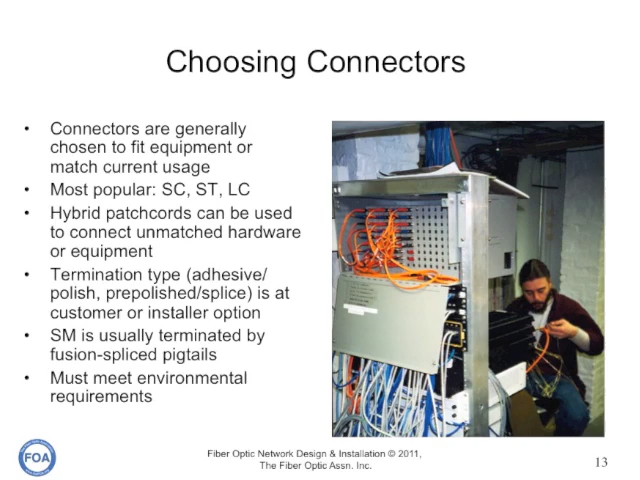 Choosing Connectors
• Connectors are generally
chosen to fit equipment or
match current usage
• Most popular: SC, ST, LC
• Hybrid patchcords can be used
to connect unmatched hardware
or equipment
• Termination type (adhesive/
polish, prepolished/splice) is at
customer or installer option
• SM is usually terminated by
fusion-spliced pigtails
• Must meet environmental
requirements
FOA
Fiber Optic Network Design & Installation © 2011,
The Fiber Optic Assn. Inc.
13